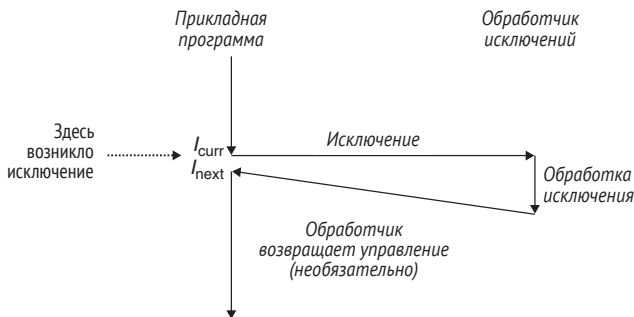 Прикладная
программа
Обработчик
исключений
Здесь
возникло
исключение
Icurr
Inext
Исключение
Обработка
исключения
Обработчик
возвращает управление
(необязательно)